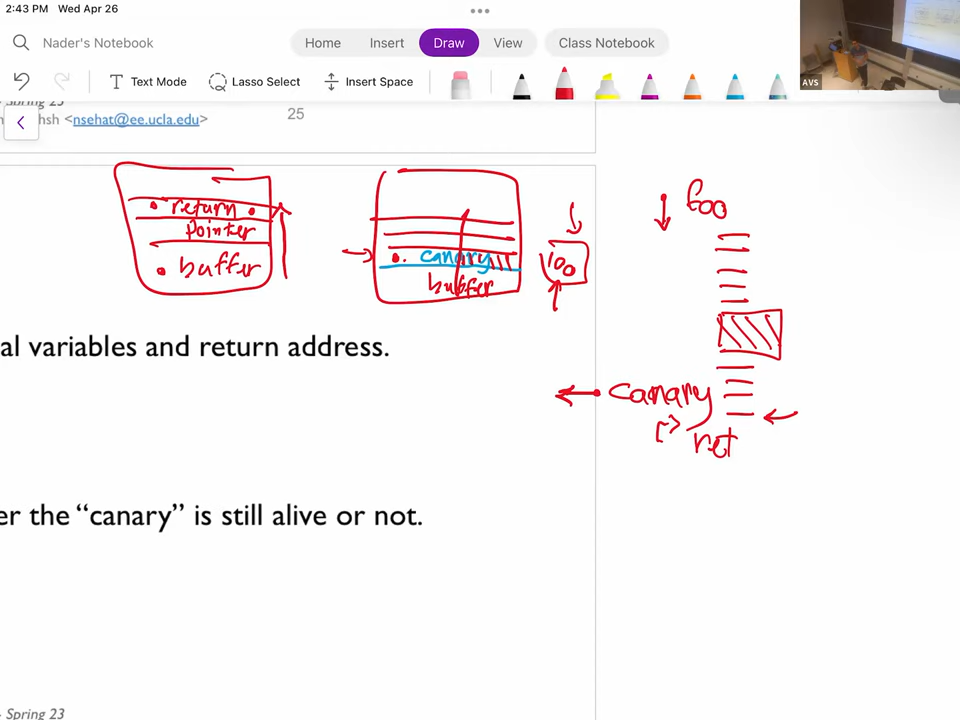 2:43 PM Wed Apr 26
Nader's Notebook
Home Insert Draw View Class Notebook
Text Mode Lasso Select Insert Space
AVS
Spring 23
hsh <nsehat@ee.ucla.edu>
25
return
pointer
buffer
canary
buffer
100
foo
al variables and return address.
canary
ret
er the “canary” is still alive or not.
- Spring 23